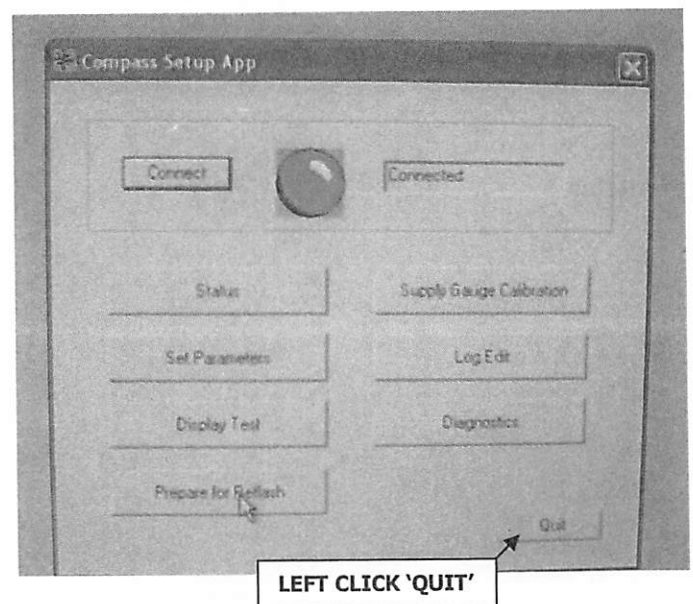 Compass Setup App
Connect
Connected
Status
Supply Gauge Calibration
Set Parameters
Log Edit
Display Test
Diagnostics
Prepare for Reflash
Quit
LEFT CLICK ‘QUIT’